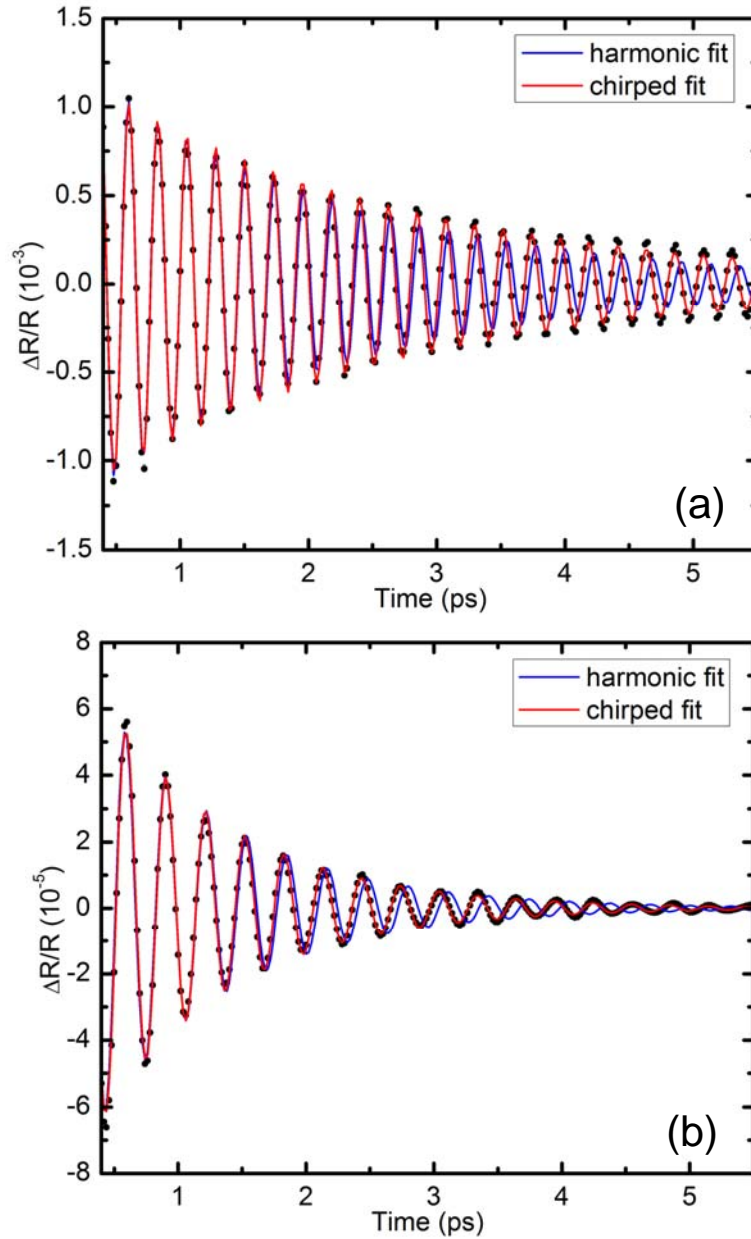 harmonic fit
chirped fit
ΔR/R (10⁻³)
1.5
1.0
0.5
0.0
-0.5
-1.0
-1.5
(a)
1 2 3 4 5
Time (ps)
harmonic fit
chirped fit
ΔR/R (10⁻⁵)
8
6
4
2
0
-2
-4
-6
-8
(b)
1 2 3 4 5
Time (ps)